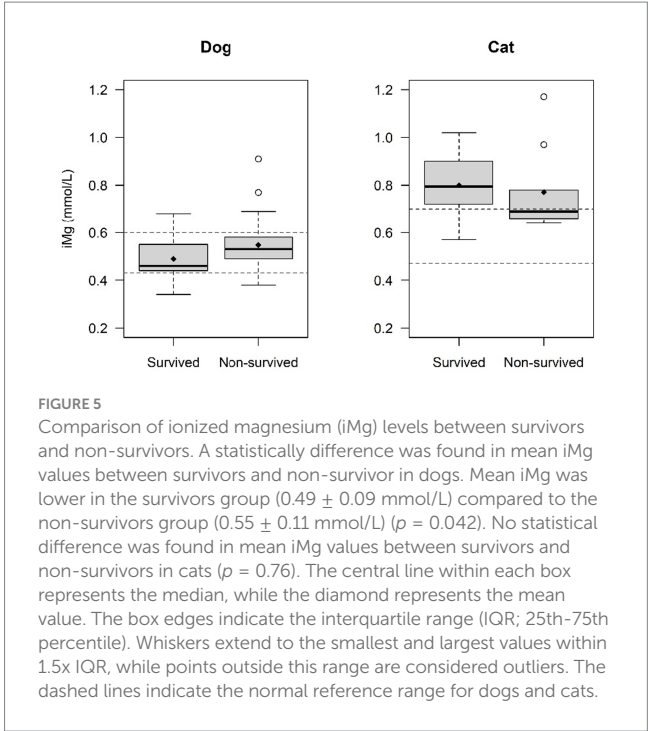 Dog
Cat
iMg (mmol/L)
1.2
1.0
0.8
0.6
0.4
0.2
Survived Non-survived
1.2
1.0
0.8
0.6
0.4
0.2
Survived Non-survived
FIGURE 5
Comparison of ionized magnesium (iMg) levels between survivors
and non-survivors. A statistically difference was found in mean iMg
values between survivors and non-survivor in dogs. Mean iMg was
lower in the survivors group (0.49 ± 0.09 mmol/L) compared to the
non-survivors group (0.55 ± 0.11 mmol/L) (p = 0.042). No statistical
difference was found in mean iMg values between survivors and
non-survivors in cats (p = 0.76). The central line within each box
represents the median, while the diamond represents the mean
value. The box edges indicate the interquartile range (IQR; 25th-75th
percentile). Whiskers extend to the smallest and largest values within
1.5x IQR, while points outside this range are considered outliers. The
dashed lines indicate the normal reference range for dogs and cats.